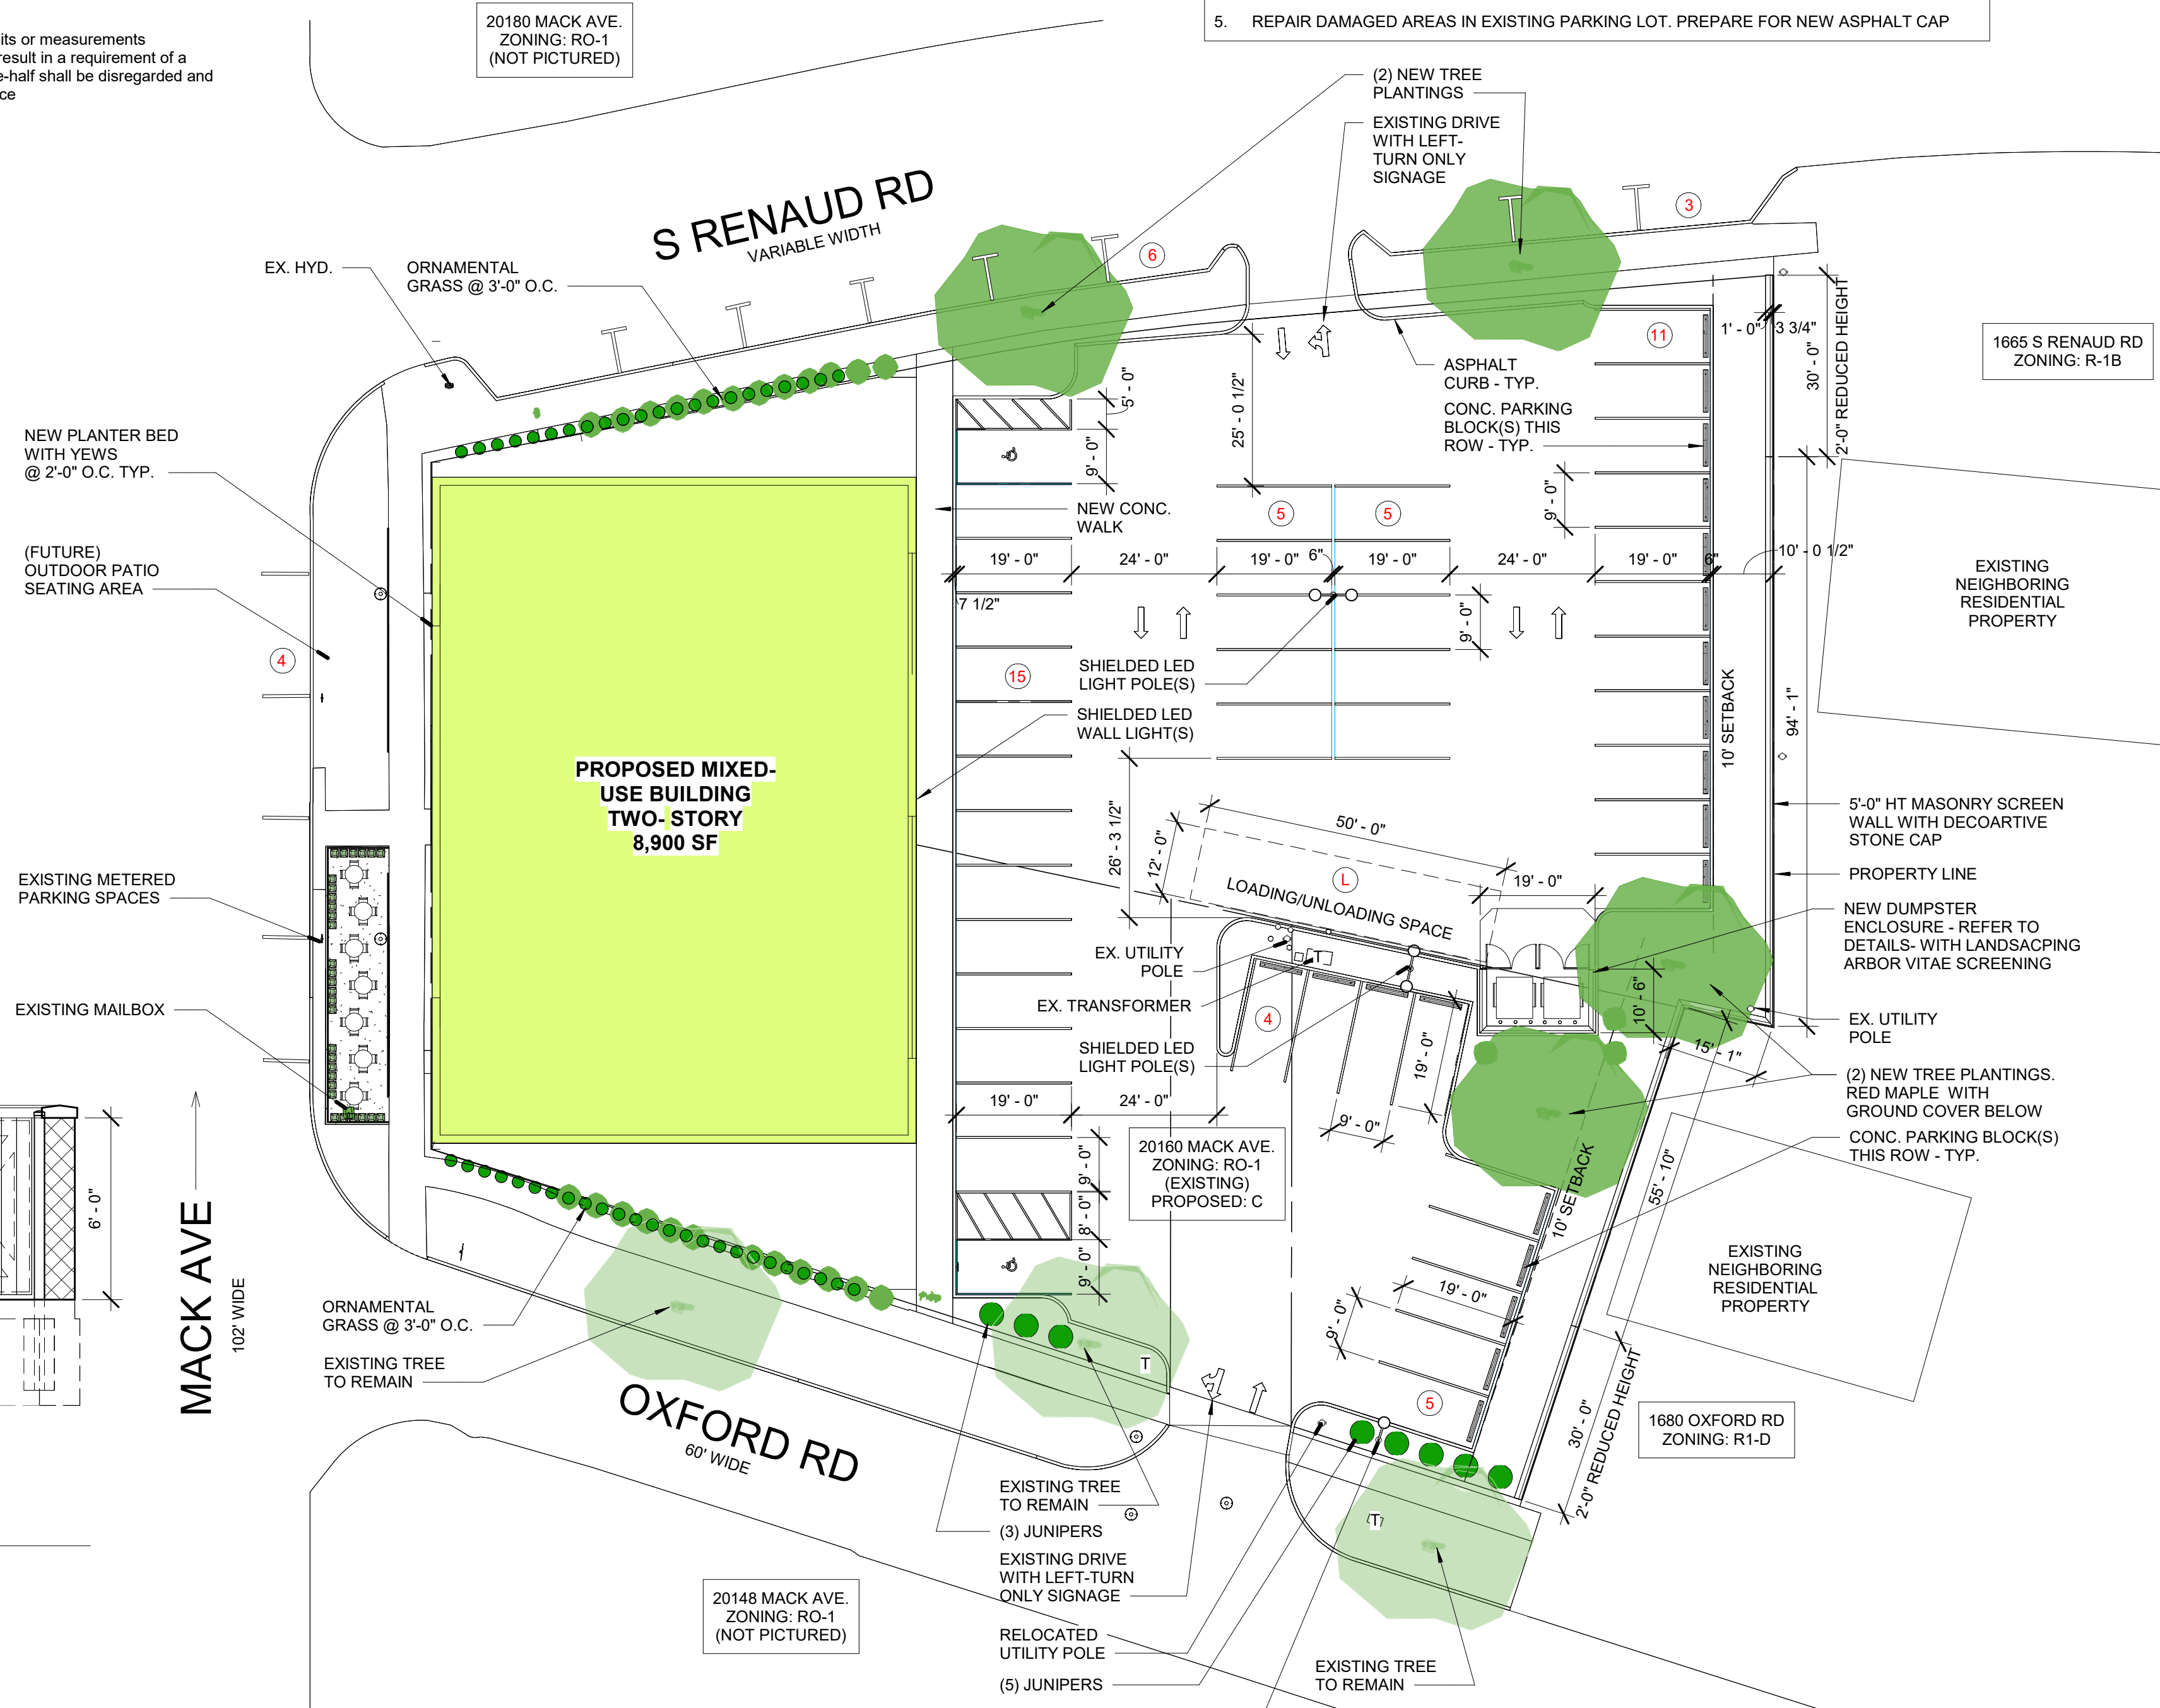 its or measurements
result in a requirement of a
e-half shall be disregarded and
ce
20180 MACK AVE.
ZONING: RO-1
(NOT PICTURED)
5. REPAIR DAMAGED AREAS IN EXISTING PARKING LOT. PREPARE FOR NEW ASPHALT CAP
(2) NEW TREE
PLANTINGS
EXISTING DRIVE
WITH LEFT-
TURN ONLY
SIGNAGE
S RENAUD RD
VARIABLE WIDTH
3
6
EX. HYD.
ORNAMENTAL
GRASS @ 3'-0" O.C.
11
1' - 0"
3 3/4"
30' - 0"
2'-0" REDUCED HEIGHT
1665 S RENAUD RD
ZONING: R-1B
ASPHALT
CURB - TYP.
CONC. PARKING
BLOCK(S) THIS
ROW - TYP.
5' - 0"
9' - 0"
25' - 0 1/2"
NEW PLANTER BED
WITH YEWS
@ 2'-0" O.C. TYP.
NEW CONC.
WALK
5
5
9' - 0"
(FUTURE)
OUTDOOR PATIO
SEATING AREA
19' - 0"
24' - 0"
19' - 0"
6"
19' - 0"
24' - 0"
19' - 0"
6"
10' - 0 1/2"
EXISTING
NEIGHBORING
RESIDENTIAL
PROPERTY
7 1/2"
9' - 0"
4
15
SHIELDED LED
LIGHT POLE(S)
SHIELDED LED
WALL LIGHT(S)
10' SETBACK
94' - 1"
PROPOSED MIXED-
USE BUILDING
TWO- STORY
8,900 SF
26' - 3 1/2"
12' - 0"
50' - 0"
L
LOADING/UNLOADING SPACE
19' - 0"
5'-0" HT MASONRY SCREEN
WALL WITH DECOARTIVE
STONE CAP
PROPERTY LINE
EXISTING METERED
PARKING SPACES
NEW DUMPSTER
ENCLOSURE - REFER TO
DETAILS- WITH LANDSACPING
ARBOR VITAE SCREENING
EX. UTILITY
POLE
T
EX. TRANSFORMER
EXISTING MAILBOX
4
10' - 6"
EX. UTILITY
POLE
SHIELDED LED
LIGHT POLE(S)
19' - 0"
15' - 1"
(2) NEW TREE PLANTINGS.
RED MAPLE WITH
GROUND COVER BELOW
19' - 0"
24' - 0"
9' - 0"
CONC. PARKING BLOCK(S)
THIS ROW - TYP.
20160 MACK AVE.
ZONING: RO-1
(EXISTING)
PROPOSED: C
9' - 0"
8' - 0"
9' - 0"
10' SETBACK
55' - 10"
6' - 0"
MACK AVE
102' WIDE
EXISTING
NEIGHBORING
RESIDENTIAL
PROPERTY
19' - 0"
9' - 0"
ORNAMENTAL
GRASS @ 3'-0" O.C.
EXISTING TREE
TO REMAIN
T
5
30' - 0"
2'-0" REDUCED HEIGHT
1680 OXFORD RD
ZONING: R1-D
OXFORD RD
60' WIDE
EXISTING TREE
TO REMAIN
(3) JUNIPERS
T
EXISTING DRIVE
WITH LEFT-TURN
ONLY SIGNAGE
20148 MACK AVE.
ZONING: RO-1
(NOT PICTURED)
RELOCATED
UTILITY POLE
(5) JUNIPERS
EXISTING TREE
TO REMAIN